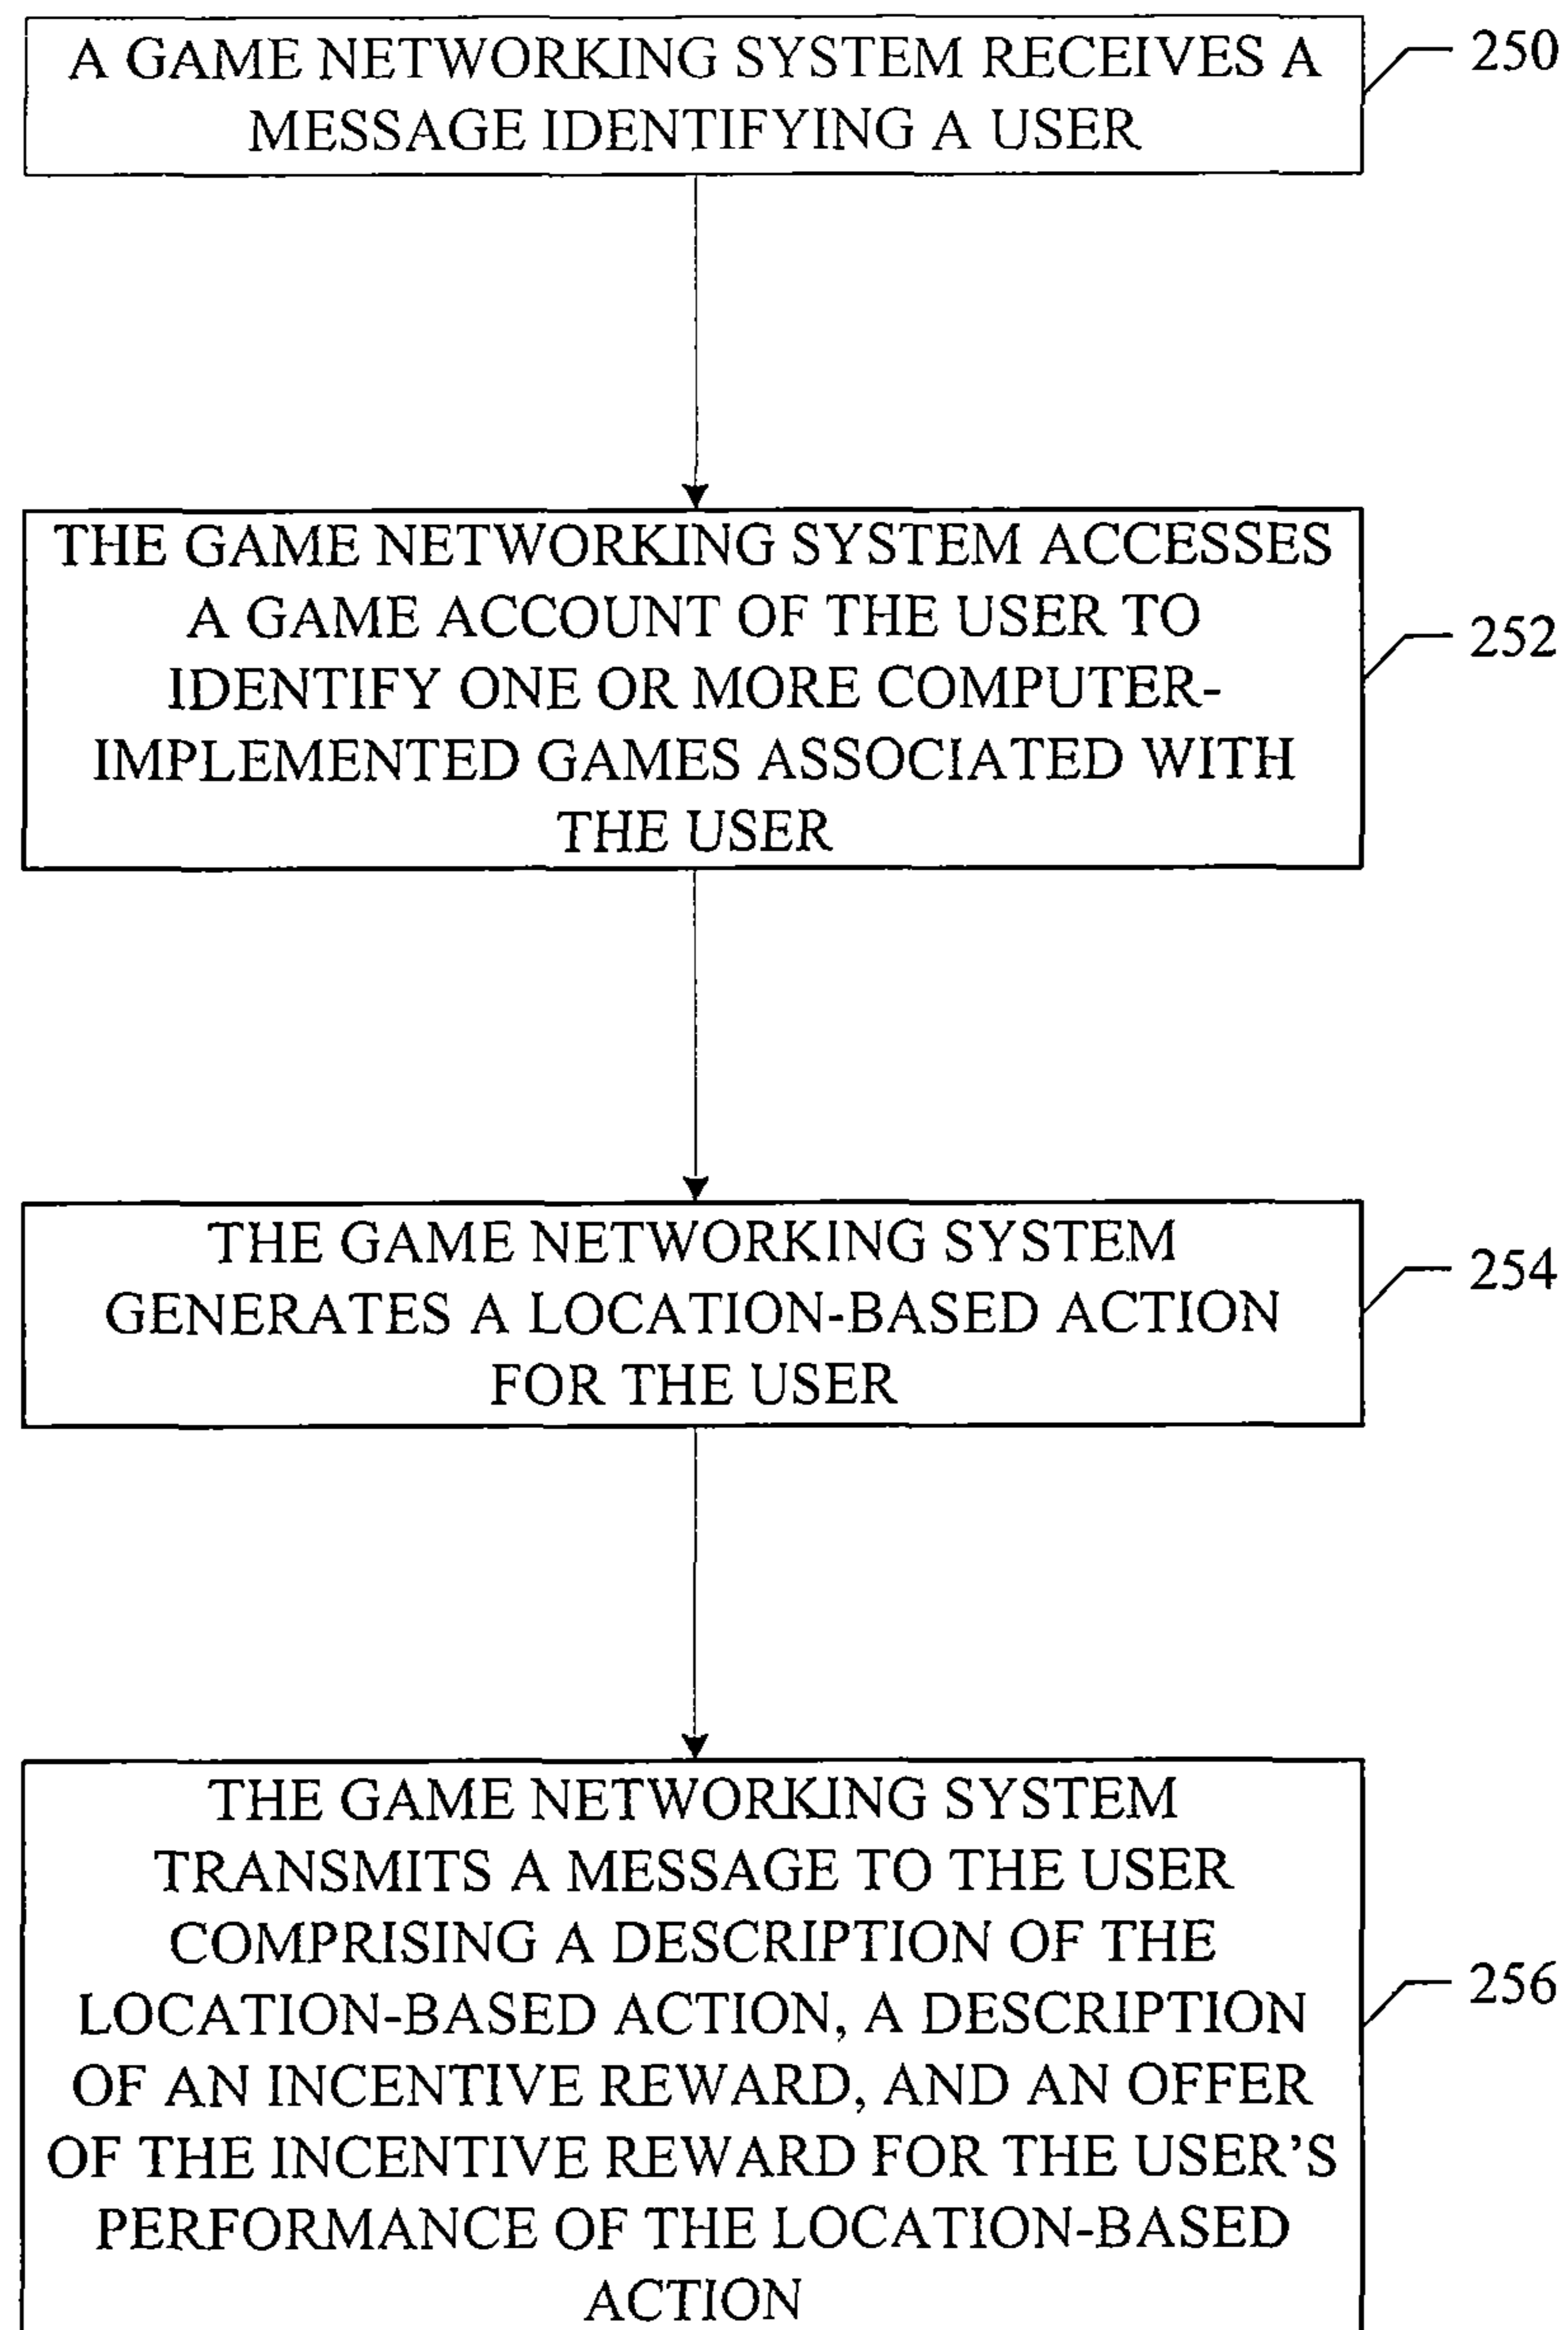 A GAME NETWORKING SYSTEM RECEIVES A
MESSAGE IDENTIFYING A USER
250
THE GAME NETWORKING SYSTEM ACCESSES
A GAME ACCOUNT OF THE USER TO
IDENTIFY ONE OR MORE COMPUTER-
IMPLEMENTED GAMES ASSOCIATED WITH
THE USER
252
THE GAME NETWORKING SYSTEM
GENERATES A LOCATION-BASED ACTION
FOR THE USER
254
THE GAME NETWORKING SYSTEM
TRANSMITS A MESSAGE TO THE USER
COMPRISING A DESCRIPTION OF THE
LOCATION-BASED ACTION, A DESCRIPTION
OF AN INCENTIVE REWARD, AND AN OFFER
OF THE INCENTIVE REWARD FOR THE USER'S
PERFORMANCE OF THE LOCATION-BASED
ACTION
256